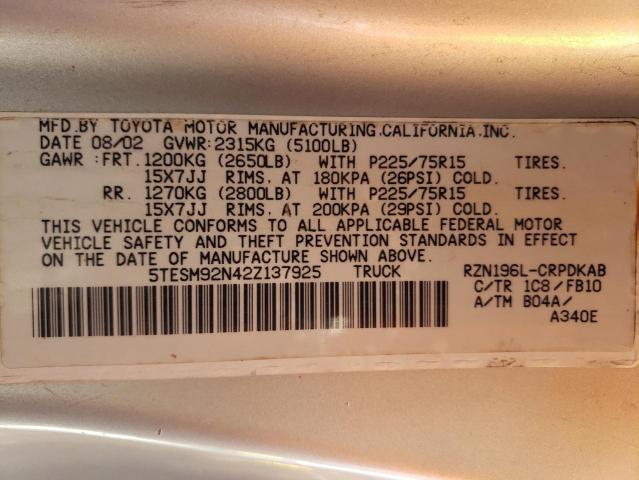 MFD.BY TOYOTA MOTOR MANUFACTURING,CALIFORNIA,INC.
DATE 08/02 GVWR:2315KG (5100LB)
GAWR :FRT. 1200KG (2650LB) WITH P225/75R15 TIRES.
15X7JJ RIMS, AT 180KPA (26PSI) COLD.
RR. 1270KG (2800LB) WITH P225/75R15 TIRES.
15X7JJ RIMS, AT 200KPA (29PSI) COLD.
THIS VEHICLE CONFORMS TO ALL APPLICABLE FEDERAL MOTOR
VEHICLE SAFETY AND THEFT PREVENTION STANDARDS IN EFFECT
ON THE DATE OF MANUFACTURE SHOWN ABOVE.
5TESM92N42Z137925 TRUCK RZN196L-CRPDKAB
C/TR 1C8/FB10
A/TM B04A/
A340E